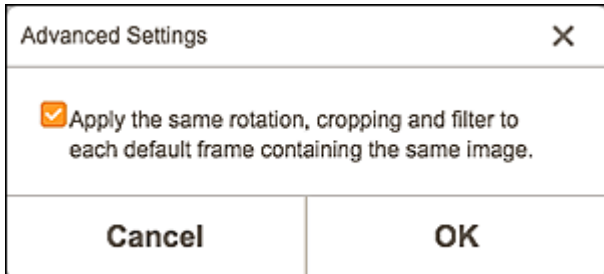 Advanced Settings
Apply the same rotation, cropping and filter to
each default frame containing the same image.
Cancel
OK